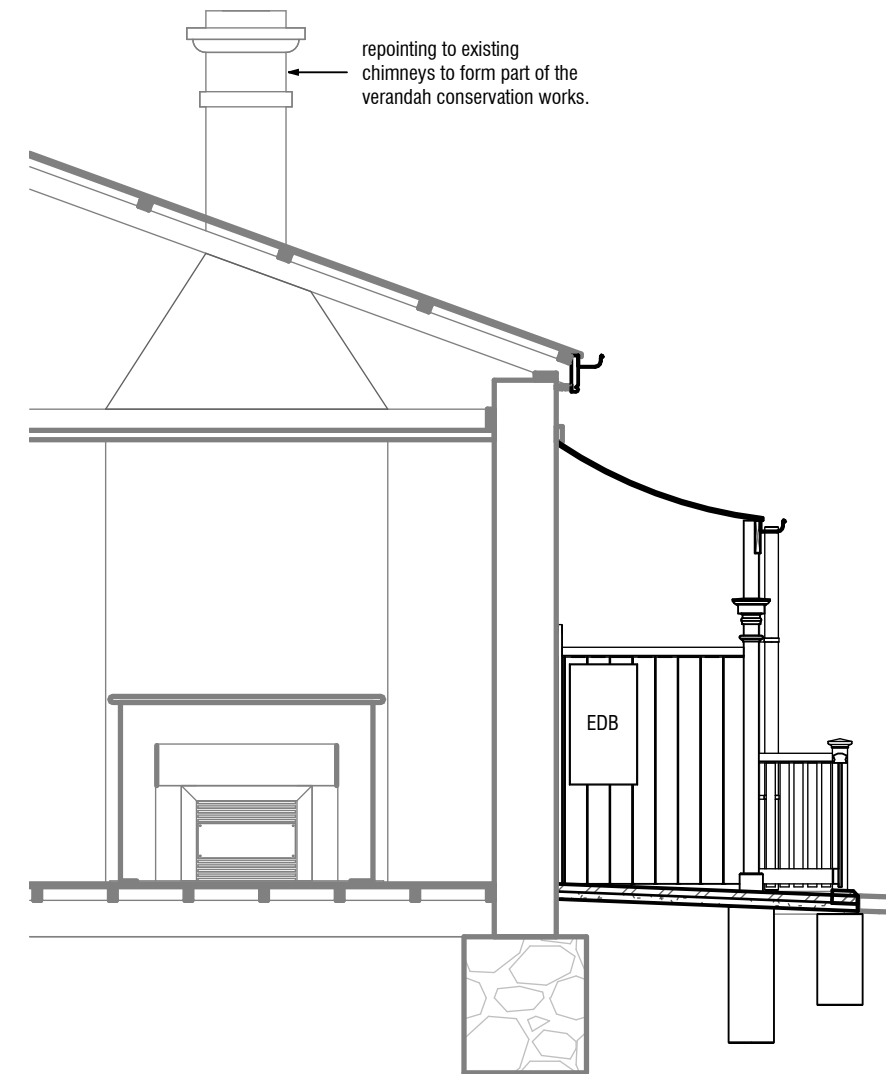 repointing to existing
chimneys to form part of the
verandah conservation works.
EDB